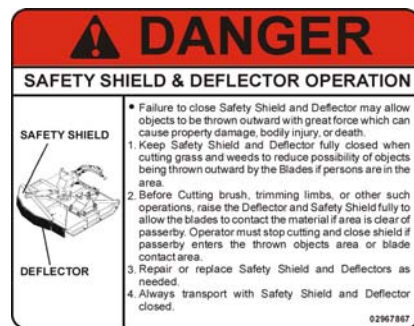 DANGER
SAFETY SHIELD & DEFLECTOR OPERATION
SAFETY SHIELD
DEFLECTOR
• Failure to close Safety Shield and Deflector may allow
objects to be thrown outward with great force which can
cause property damage, bodily injury, or death.
1. Keep Safety Shield and Deflector fully closed when
cutting grass and weeds to reduce possibility of objects
being thrown outward by the Blades if persons are in the
area.
2. Before Cutting brush, trimming limbs, or other such
operations, raise the Deflector and Safety Shield fully to
allow the blades to contact the material if area is clear of
passerby. Operator must stop cutting and close shield if
passerby enters the thrown objects area or blade
contact area.
3. Repair or replace Safety Shield and Deflectors as
needed.
4. Always transport with Safety Shield and Deflector
closed.
02967867